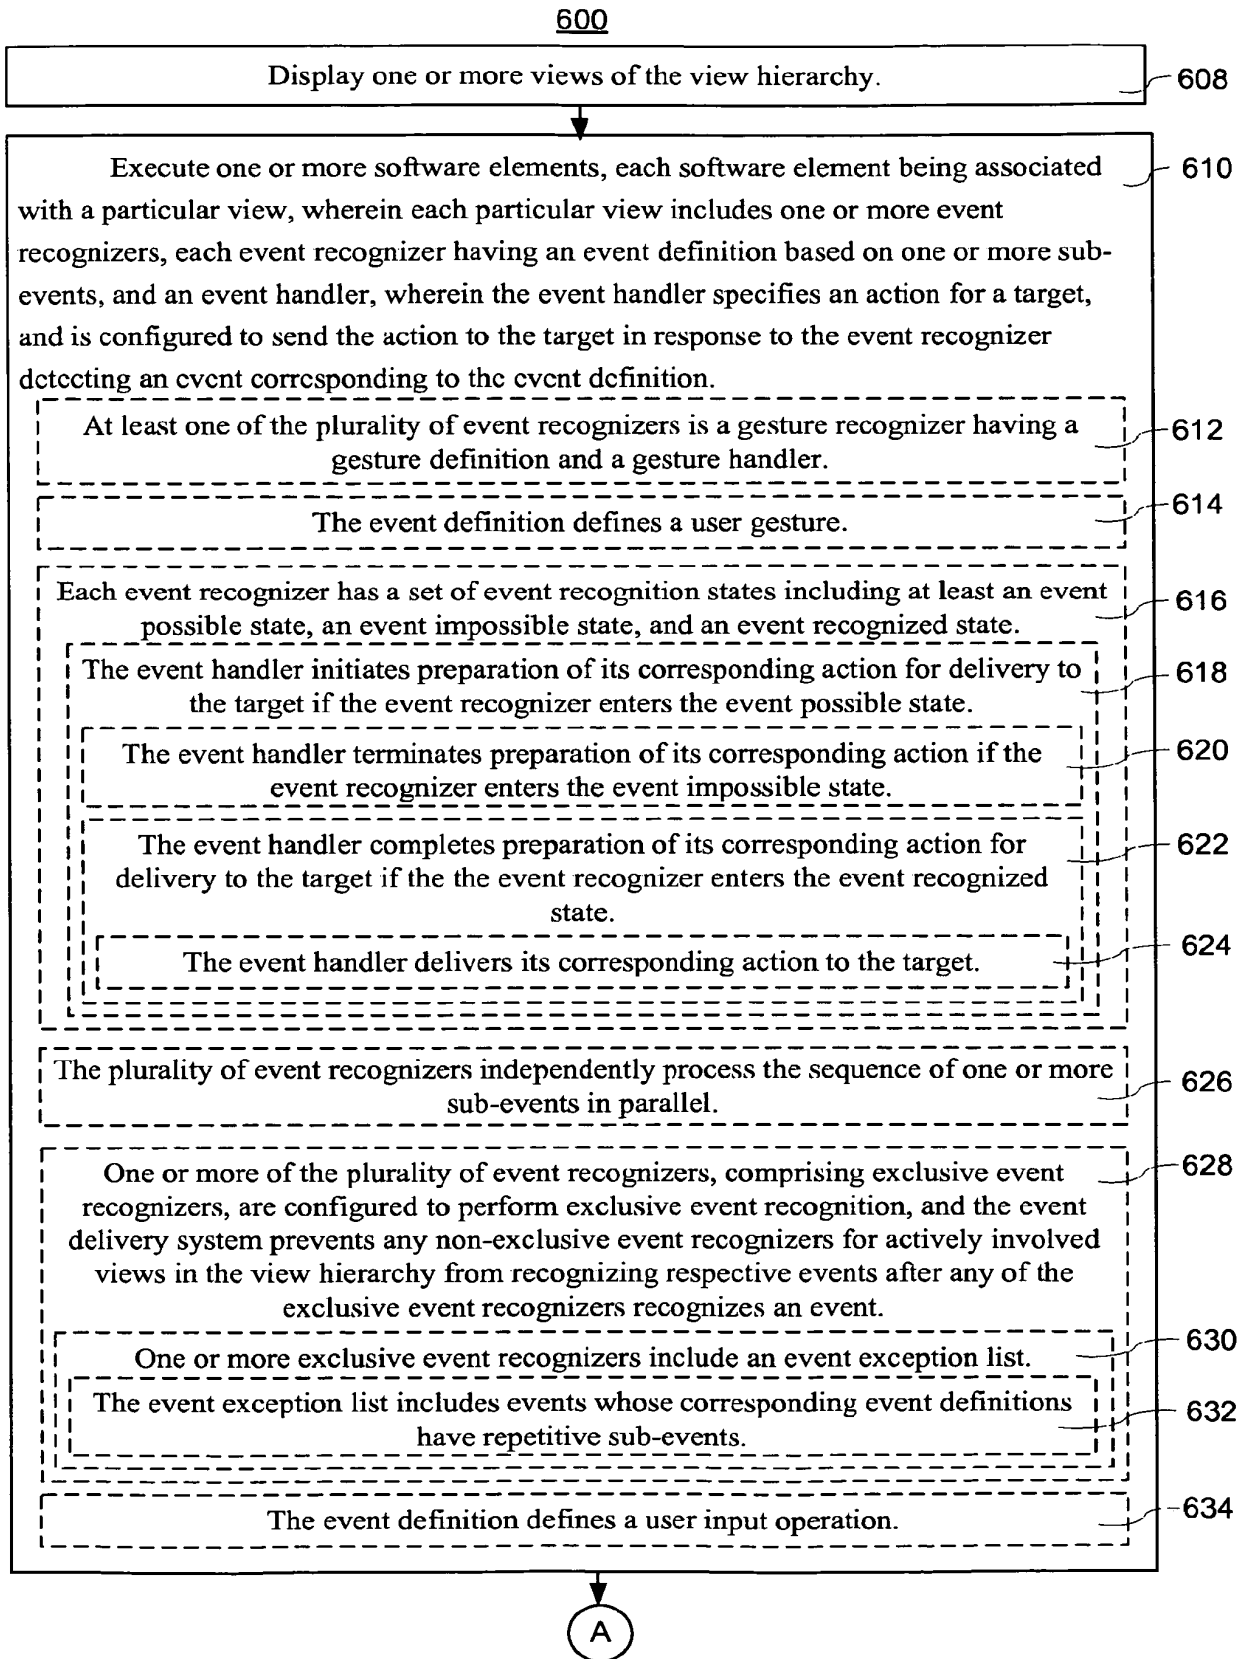 600
Display one or more views of the view hierarchy.
608
Execute one or more software elements, each software element being associated
610
with a particular view, wherein each particular view includes one or more event
recognizers, each event recognizer having an event definition based on one or more sub-
events, and an event handler, wherein the event handler specifies an action for a target,
and is configured to send the action to the target in response to the event recognizer
detecting an event corresponding to the event definition.
At least one of the plurality of event recognizers is a gesture recognizer having a
612
gesture definition and a gesture handler.
614
The event definition defines a user gesture.
Each event recognizer has a set of event recognition states including at least an event
616
possible state, an event impossible state, and an event recognized state.
The event handler initiates preparation of its corresponding action for delivery to
618
the target if the event recognizer enters the event possible state.
The event handler terminates preparation of its corresponding action if the
620
event recognizer enters the event impossible state.
The event handler completes preparation of its corresponding action for
622
delivery to the target if the the event recognizer enters the event recognized
state.
624
The event handler delivers its corresponding action to the target.
The plurality of event recognizers independently process the sequence of one or more
626
sub-events in parallel.
One or more of the plurality of event recognizers, comprising exclusive event
628
recognizers, are configured to perform exclusive event recognition, and the event
delivery system prevents any non-exclusive event recognizers for actively involved
views in the view hierarchy from recognizing respective events after any of the
exclusive event recognizers recognizes an event.
630
One or more exclusive event recognizers include an event exception list.
The event exception list includes events whose corresponding event definitions
632
have repetitive sub-events.
634
The event definition defines a user input operation.
A